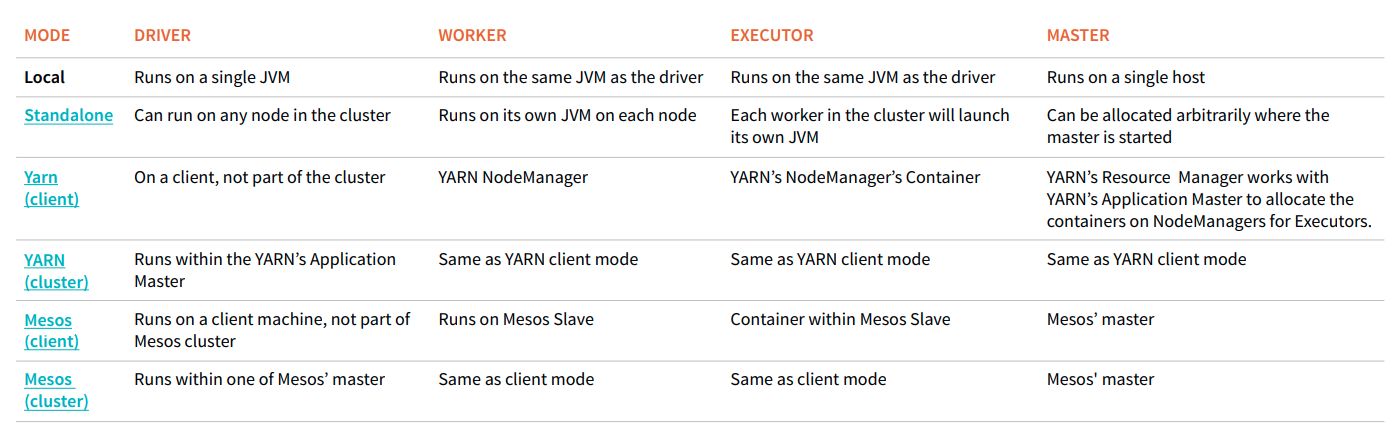 MODE DRIVER WORKER EXECUTOR MASTER
Local Runs on a single JVM Runs on the same JVM as the driver Runs on the same JVM as the driver Runs on a single host
Standalone Can run on any node in the cluster Runs on its own JVM on each node Each worker in the cluster will launch Can be allocated arbitrarily where the
its own JVM master is started
Yarn On a client, not part of the cluster YARN NodeManager YARN’s NodeManager’s Container YARN’s Resource Manager works with
(client) YARN’s Application Master to allocate the
containers on NodeManagers for Executors.
YARN Runs within the YARN’s Application Same as YARN client mode Same as YARN client mode Same as YARN client mode
(cluster) Master
Mesos Runs on a client machine, not part of Runs on Mesos Slave Container within Mesos Slave Mesos’ master
(client) Mesos cluster
Mesos Runs within one of Mesos’ master Same as client mode Same as client mode Mesos' master
(cluster)